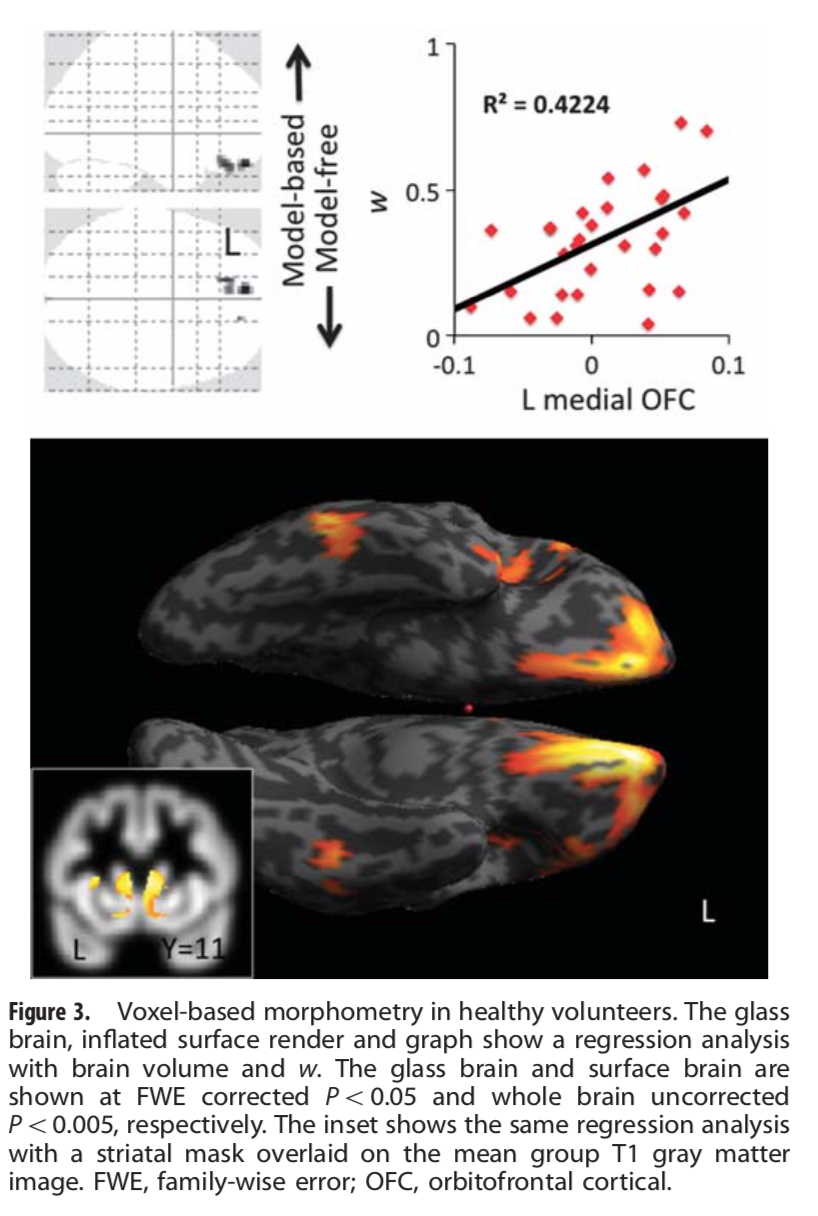 L
Model-based
Model-free
1
0.5
0
w
R² = 0.4224
-0.1
0
0.1
L medial OFC
L
L
Y=11
Figure 3. Voxel-based morphometry in healthy volunteers. The glass
brain, inflated surface render and graph show a regression analysis
with brain volume and w. The glass brain and surface brain are
shown at FWE corrected P < 0.05 and whole brain uncorrected
P < 0.005, respectively. The inset shows the same regression analysis
with a striatal mask overlaid on the mean group T1 gray matter
image. FWE, family-wise error; OFC, orbitofrontal cortical.